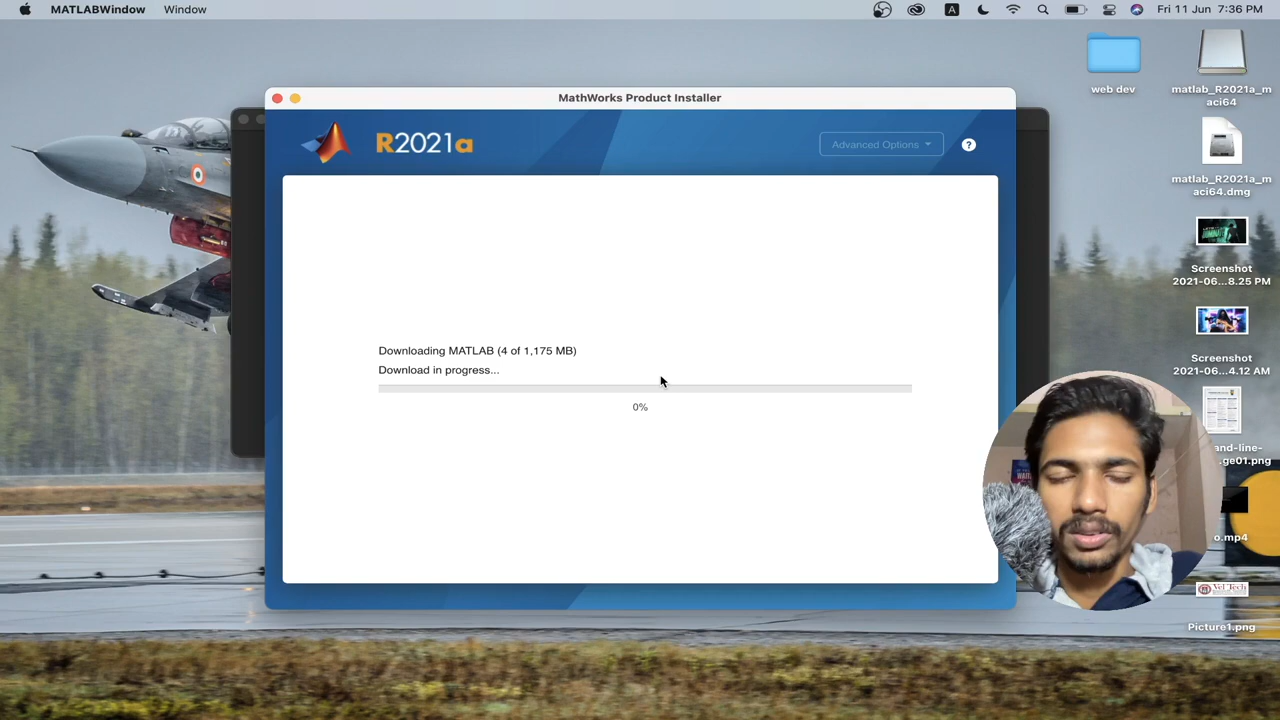 MATLABWindow Window
A
Fri 11 Jun 7:36 PM
MathWorks Product Installer
R2021a
Advanced Options
?
Downloading MATLAB (4 of 1,175 MB)
Download in progress...
0%
web dev
matlab_R2021a_m
aci64
matlab_R2021a_m
aci64.dmg
Screenshot
2021-06...8.25 PM
Screenshot
2021-06...4.12 AM
and-line-
.ge01.png
o.mp4
Vel Tech
Picture1.png